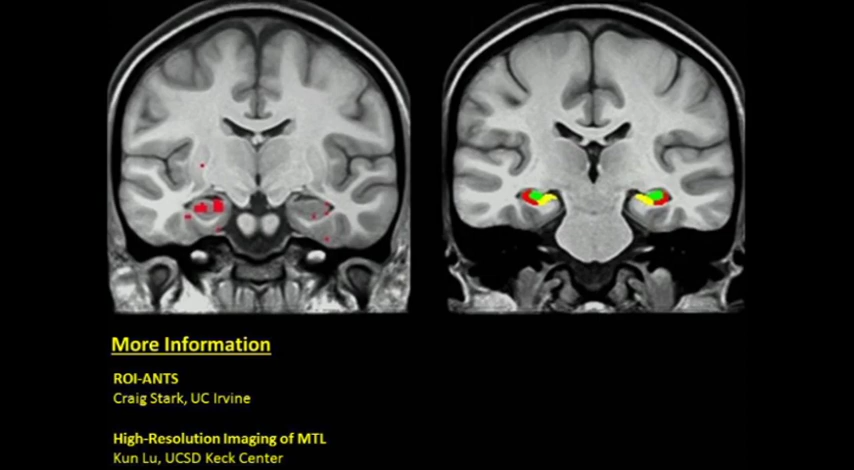 More Information
ROI-ANTS
Craig Stark, UC Irvine
High-Resolution Imaging of MTL
Kun Lu, UCSD Keck Center